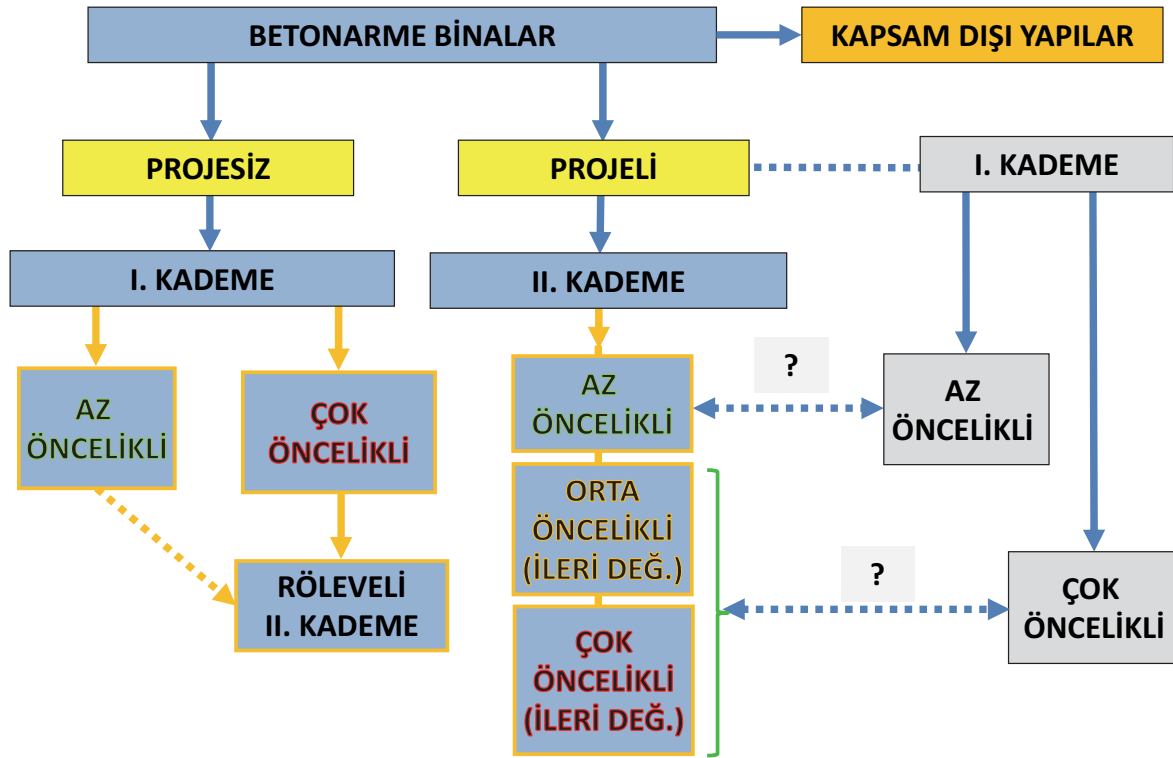 BETONARME BİNALAR
KAPSAM DIŞI YAPILAR
PROJESİZ
PROJELİ
I. KADEME
I. KADEME
II. KADEME
AZ
ÖNCELİKLİ
ÇOK
ÖNCELİKLİ
AZ
ÖNCELİKLİ
?
AZ
ÖNCELİKLİ
ORTA
ÖNCELİKLİ
(İLERİ DEĞ.)
RÖLEVELİ
II. KADEME
?
ÇOK
ÖNCELİKLİ
ÇOK
ÖNCELİKLİ
(İLERİ DEĞ.)